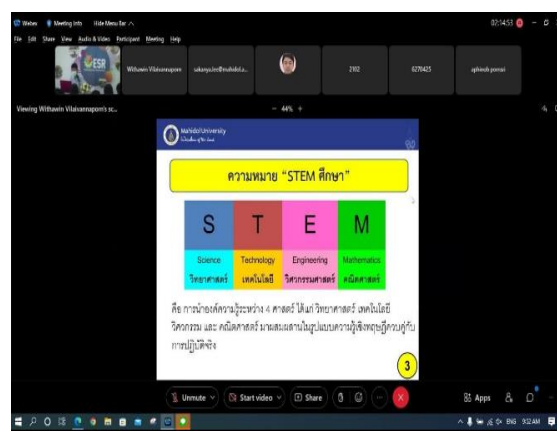 Webex Meeting Info Hide Menu Bar
02:14:53
File Edit Share View Audio & Video Participant Meeting Help
ESR
Withawin Vilaivannaporn
2102
6278425
Viewing Withawin Vilaivannaporn's sc...
44%
Mahidol University
ความหมาย “STEM ศึกษา”
S T E M
Science Technology Engineering Mathematics
วิทยาศาสตร์ เทคโนโลยี วิศวกรรมศาสตร์ คณิตศาสตร์
คือ การนำองค์ความรู้ระหว่าง 4 ศาสตร์ ได้แก่ วิทยาศาสตร์ เทคโนโลยี
วิศวกรรม และ คณิตศาสตร์ มาผสมผสานในรูปแบบความรู้เชิงทฤษฎีควบคู่กับ
การปฏิบัติจริง
3
Unmute Start video Share Apps
ENG 9:32 AM